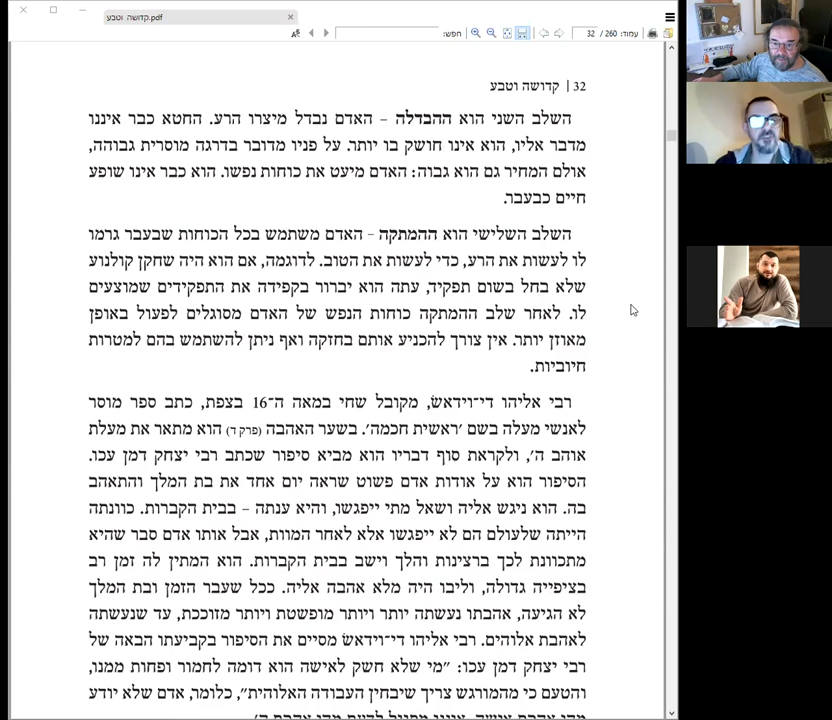 קדושה וטבע.pdf
עמוד: 32 / 260
חיפש:
32 | קדושה וטבע
השלב השני הוא ההבדלה – האדם נבדל מיצרו הרע. החטא כבר איננו
מדבר אליו, הוא אינו חושק בו יותר. על פניו מדובר בדרגה מוסרית גבוהה,
אולם המחיר גם הוא גבוה: האדם מיעט את כוחות נפשו. הוא כבר אינו שופע
חיים כבעבר.
השלב השלישי הוא ההמתקה – האדם משתמש בכל הכוחות שבעבר גרמו
לו לעשות את הרע, כדי לעשות את הטוב. לדוגמה, אם הוא היה שחקן קולנוע
שלא בחל בשום תפקיד, עתה הוא יברור בקפידה את התפקידים שמוצעים
לו. לאחר שלב ההמתקה כוחות הנפש של האדם מסוגלים לפעול באופן
מאוזן יותר. אין צורך להכניע אותם בחזקה ואף ניתן להשתמש בהם למטרות
חיוביות.
רבי אליהו די־וידאש, מקובל שחי במאה ה־16 בצפת, כתב ספר מוסר
לאנשי מעלה בשם 'ראשית חכמה'. בשער האהבה (פרק ד) הוא מתאר את מעלת
אוהב ה', ולקראת סוף דבריו הוא מביא סיפור שכתב רבי יצחק דמן עכו.
הסיפור הוא על אודות אדם פשוט שראה יום אחד את בת המלך והתאהב
בה. הוא ניגש אליה ושאל מתי ייפגשו, והיא ענתה – בבית הקברות. כוונתה
הייתה שלעולם הם לא ייפגשו אלא לאחר המוות, אבל אותו אדם סבר שהיא
מתכוונת לכך ברצינות והלך וישב בבית הקברות. הוא המתין לה זמן רב
בציפייה גדולה, וליבו היה מלא אהבה אליה. ככל שעבר הזמן ובת המלך
לא הגיעה, אהבתו נעשתה יותר ויותר מופשטת ויותר מזוככת, עד שנעשתה
לאהבת אלוהים. רבי אליהו די־וידאש מסיים את הסיפור בקביעתו הבאה של
רבי יצחק דמן עכו: "מי שלא חשק לאישה הוא דומה לחמור ופחות ממנו,
והטעם כי מהמורגש צריך שיבחין העבודה האלוהית", כלומר, אדם שלא יודע